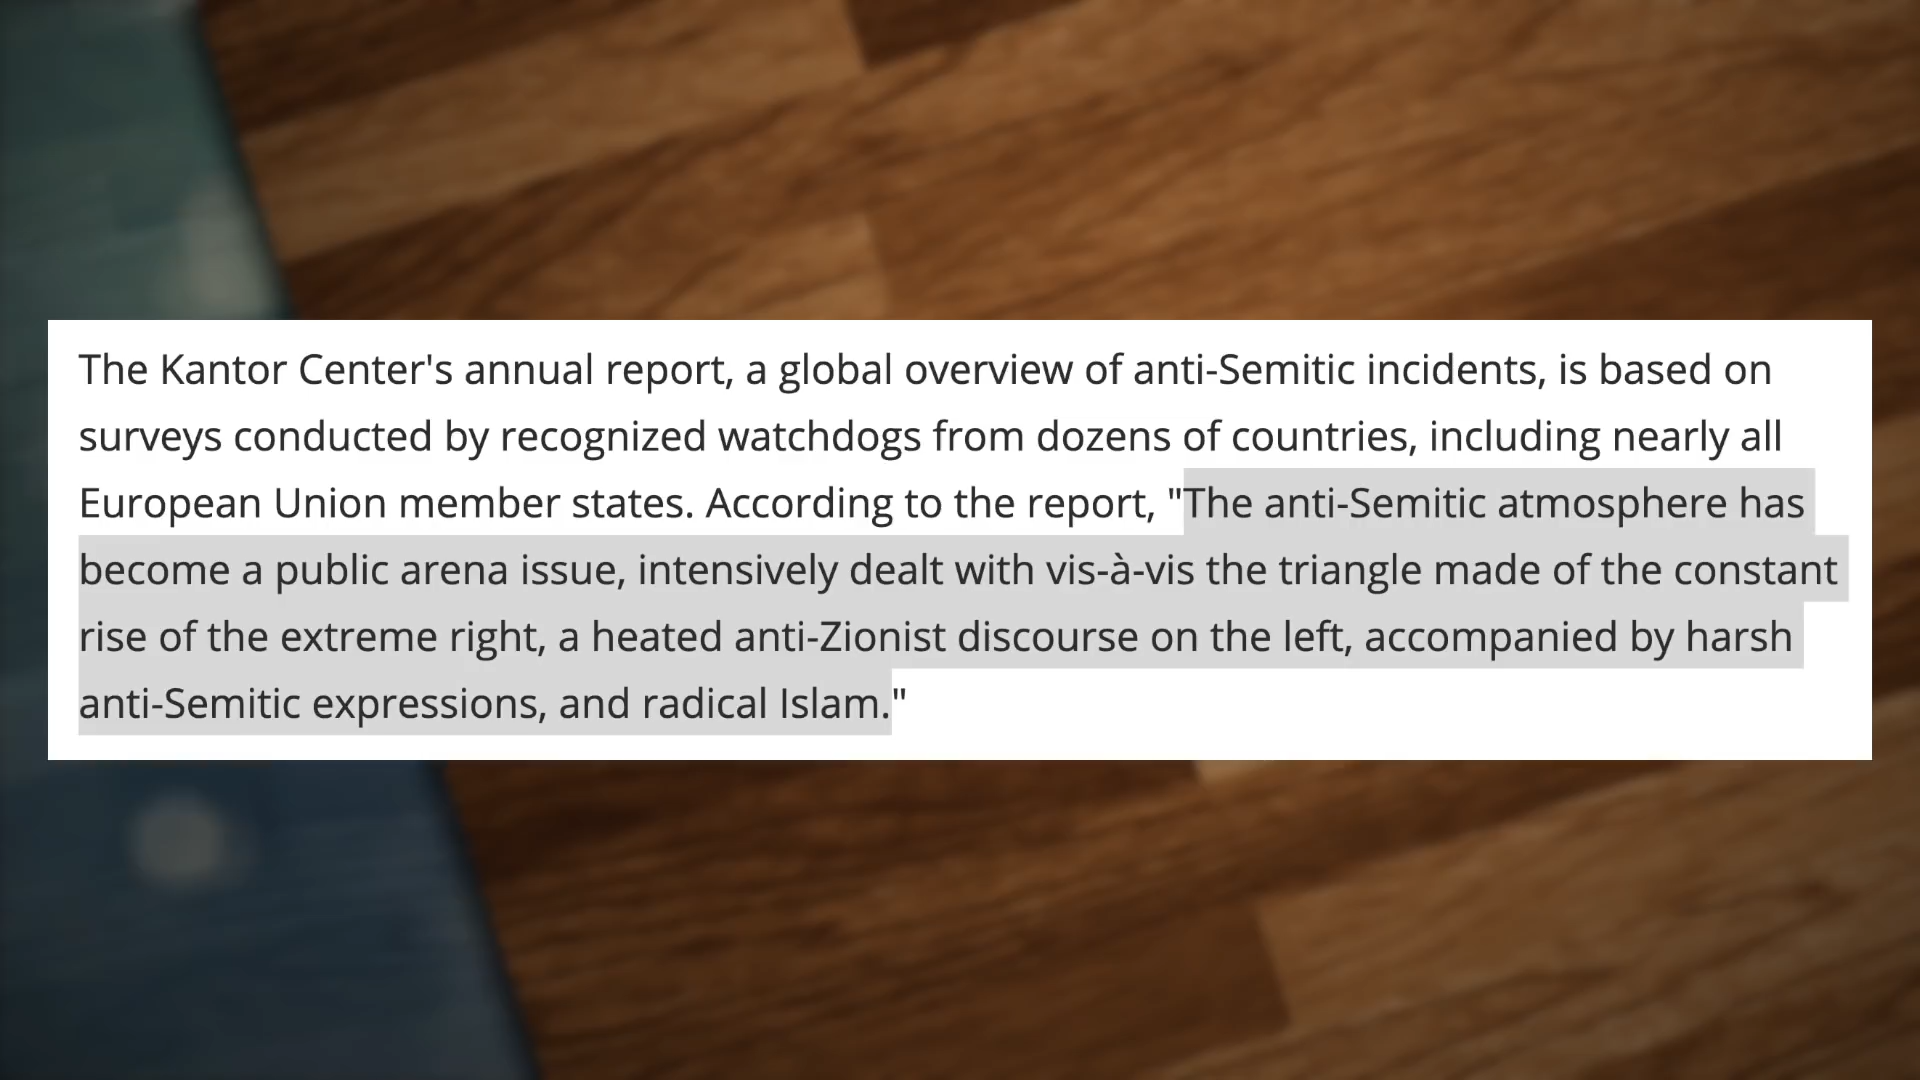 The Kantor Center's annual report, a global overview of anti-Semitic incidents, is based on
surveys conducted by recognized watchdogs from dozens of countries, including nearly all
European Union member states. According to the report, "The anti-Semitic atmosphere has
become a public arena issue, intensively dealt with vis-à-vis the triangle made of the constant
rise of the extreme right, a heated anti-Zionist discourse on the left, accompanied by harsh
anti-Semitic expressions, and radical Islam."